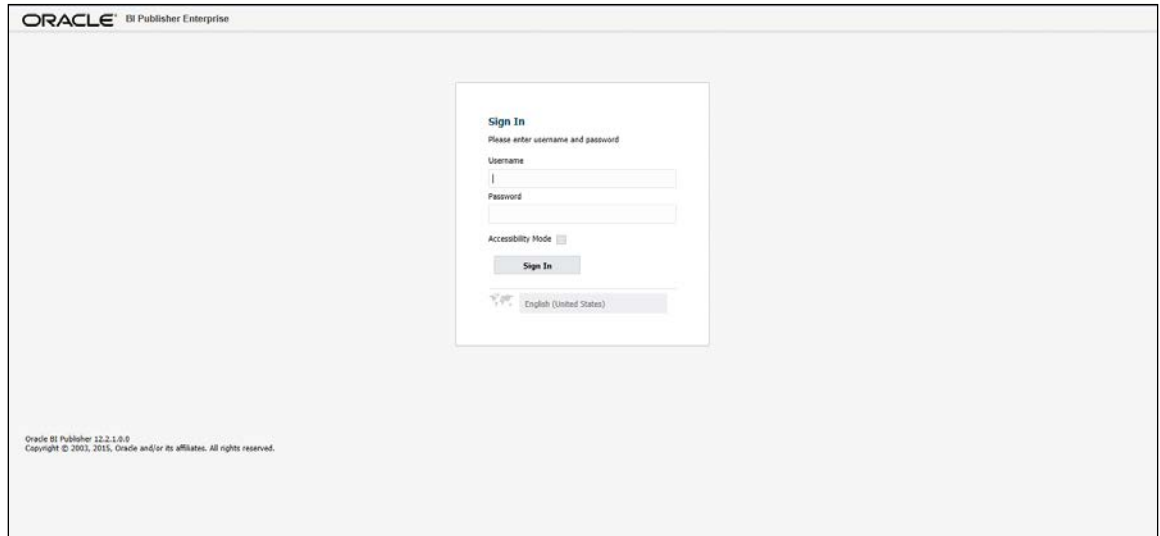 ORACLE® BI Publisher Enterprise
Sign In
Please enter username and password
Username
Password
Accessibility Mode
Sign In
English (United States)
Oracle BI Publisher 12.2.1.0.0
Copyright © 2003, 2015, Oracle and/or its affiliates. All rights reserved.